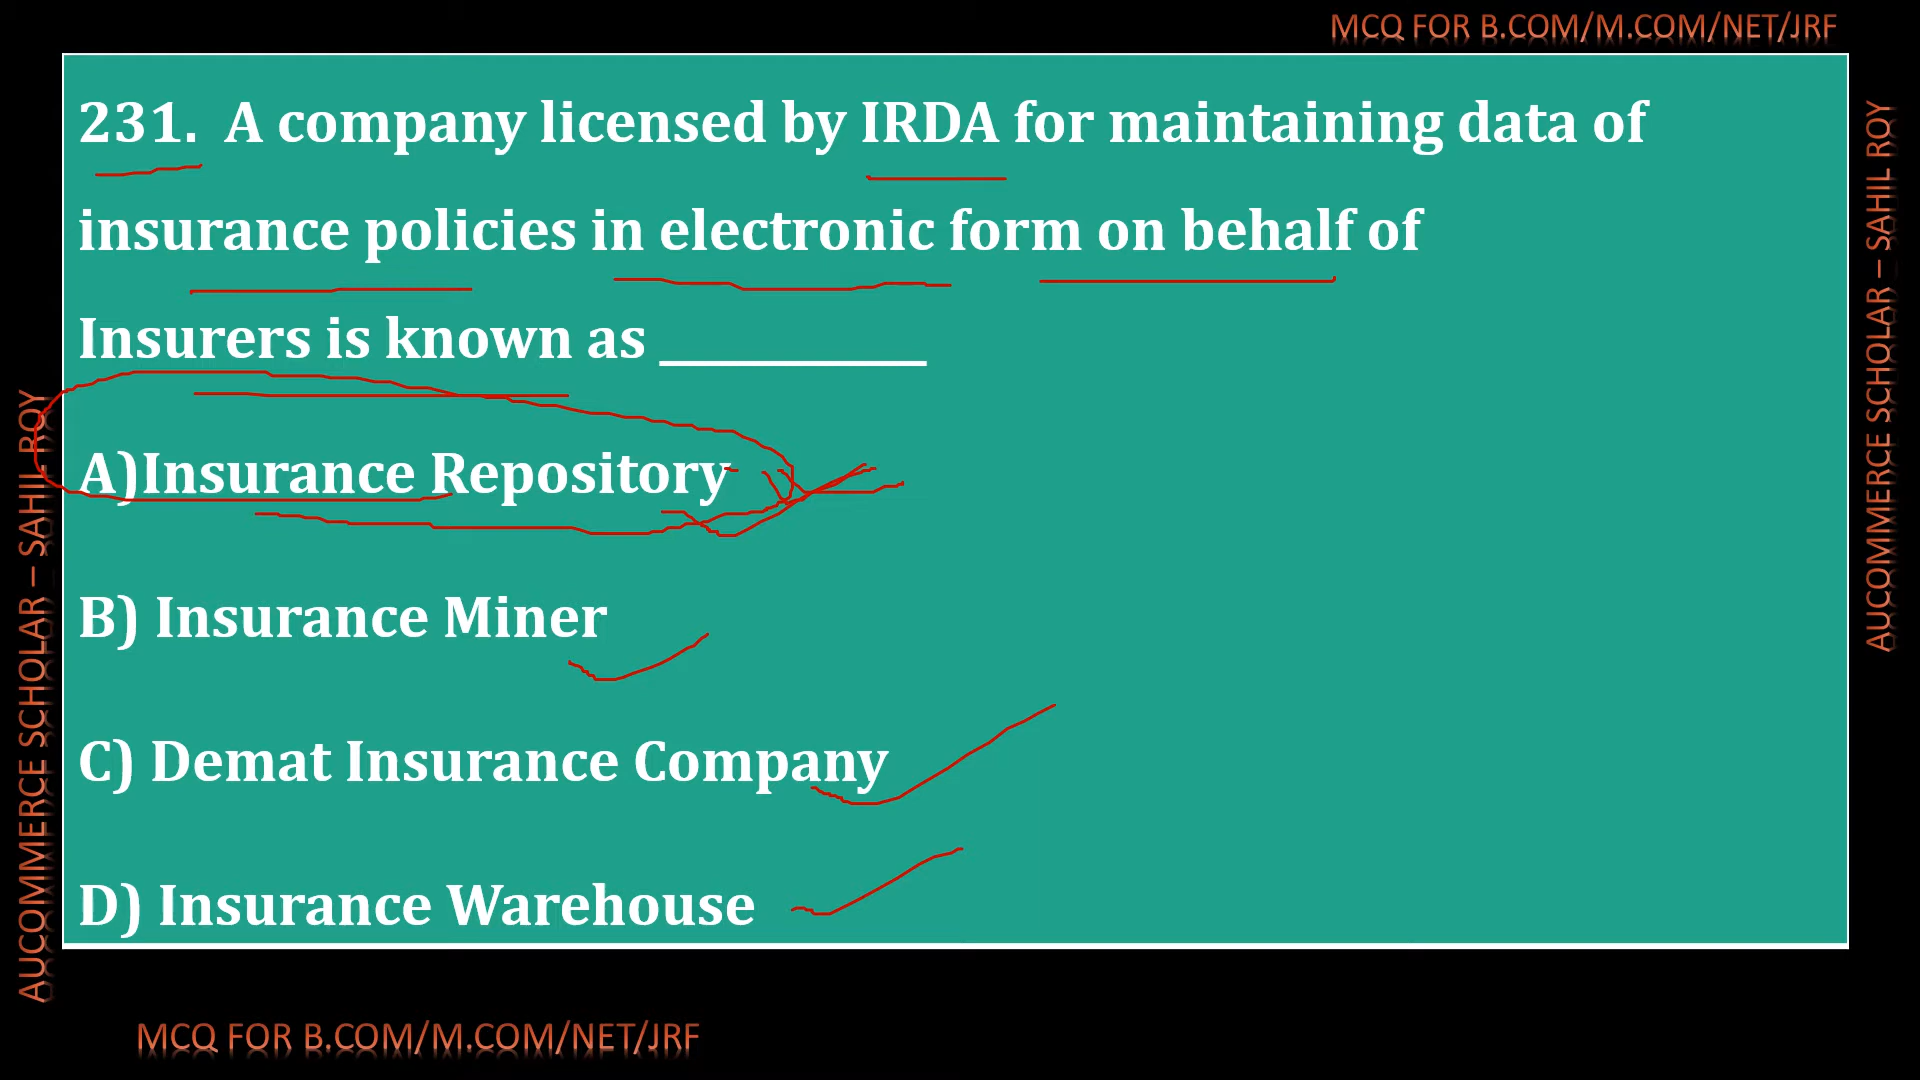 MCQ FOR B.COM/M.COM/NET/JRF
231. A company licensed by IRDA for maintaining data of
insurance policies in electronic form on behalf of
Insurers is known as __________
A)Insurance Repository
B) Insurance Miner
C) Demat Insurance Company
D) Insurance Warehouse
AUCOMMERCE SCHOLAR – SAHIL ROY
AUCOMMERCE SCHOLAR – SAHIL ROY
MCQ FOR B.COM/M.COM/NET/JRF